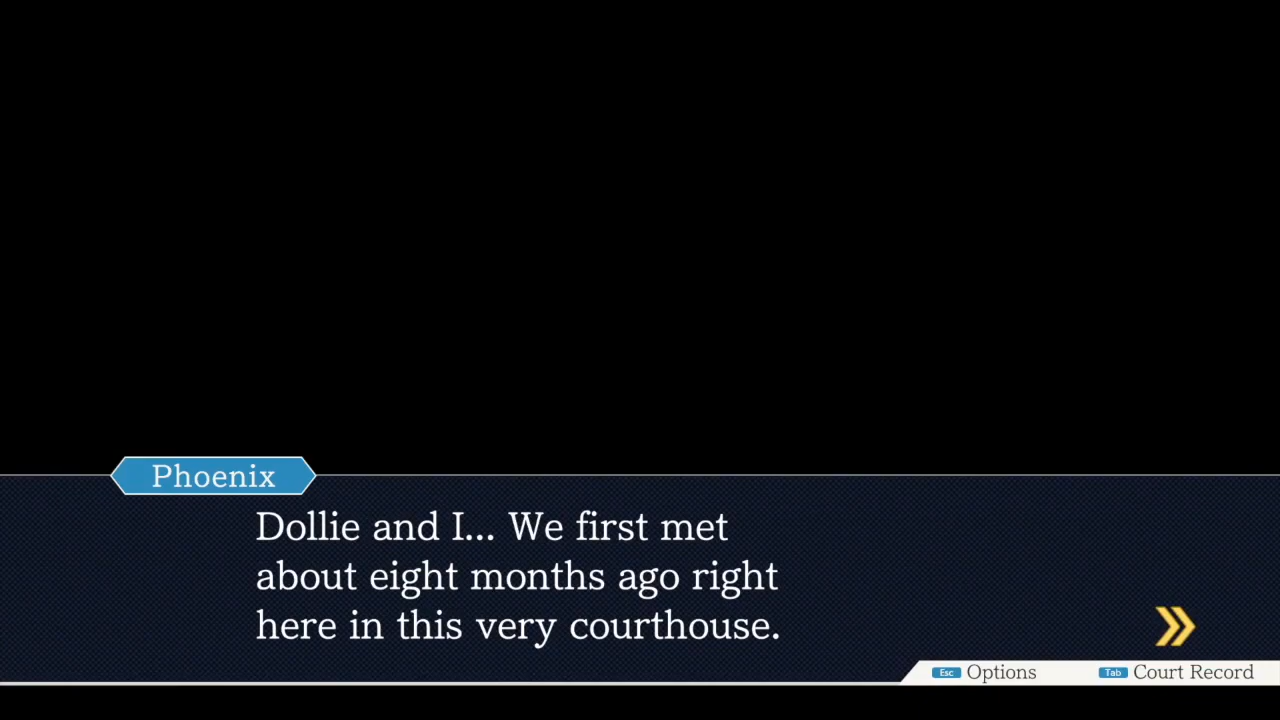 Phoenix
Dollie and I... We first met
about eight months ago right
here in this very courthouse.
Esc Options Tab Court Record